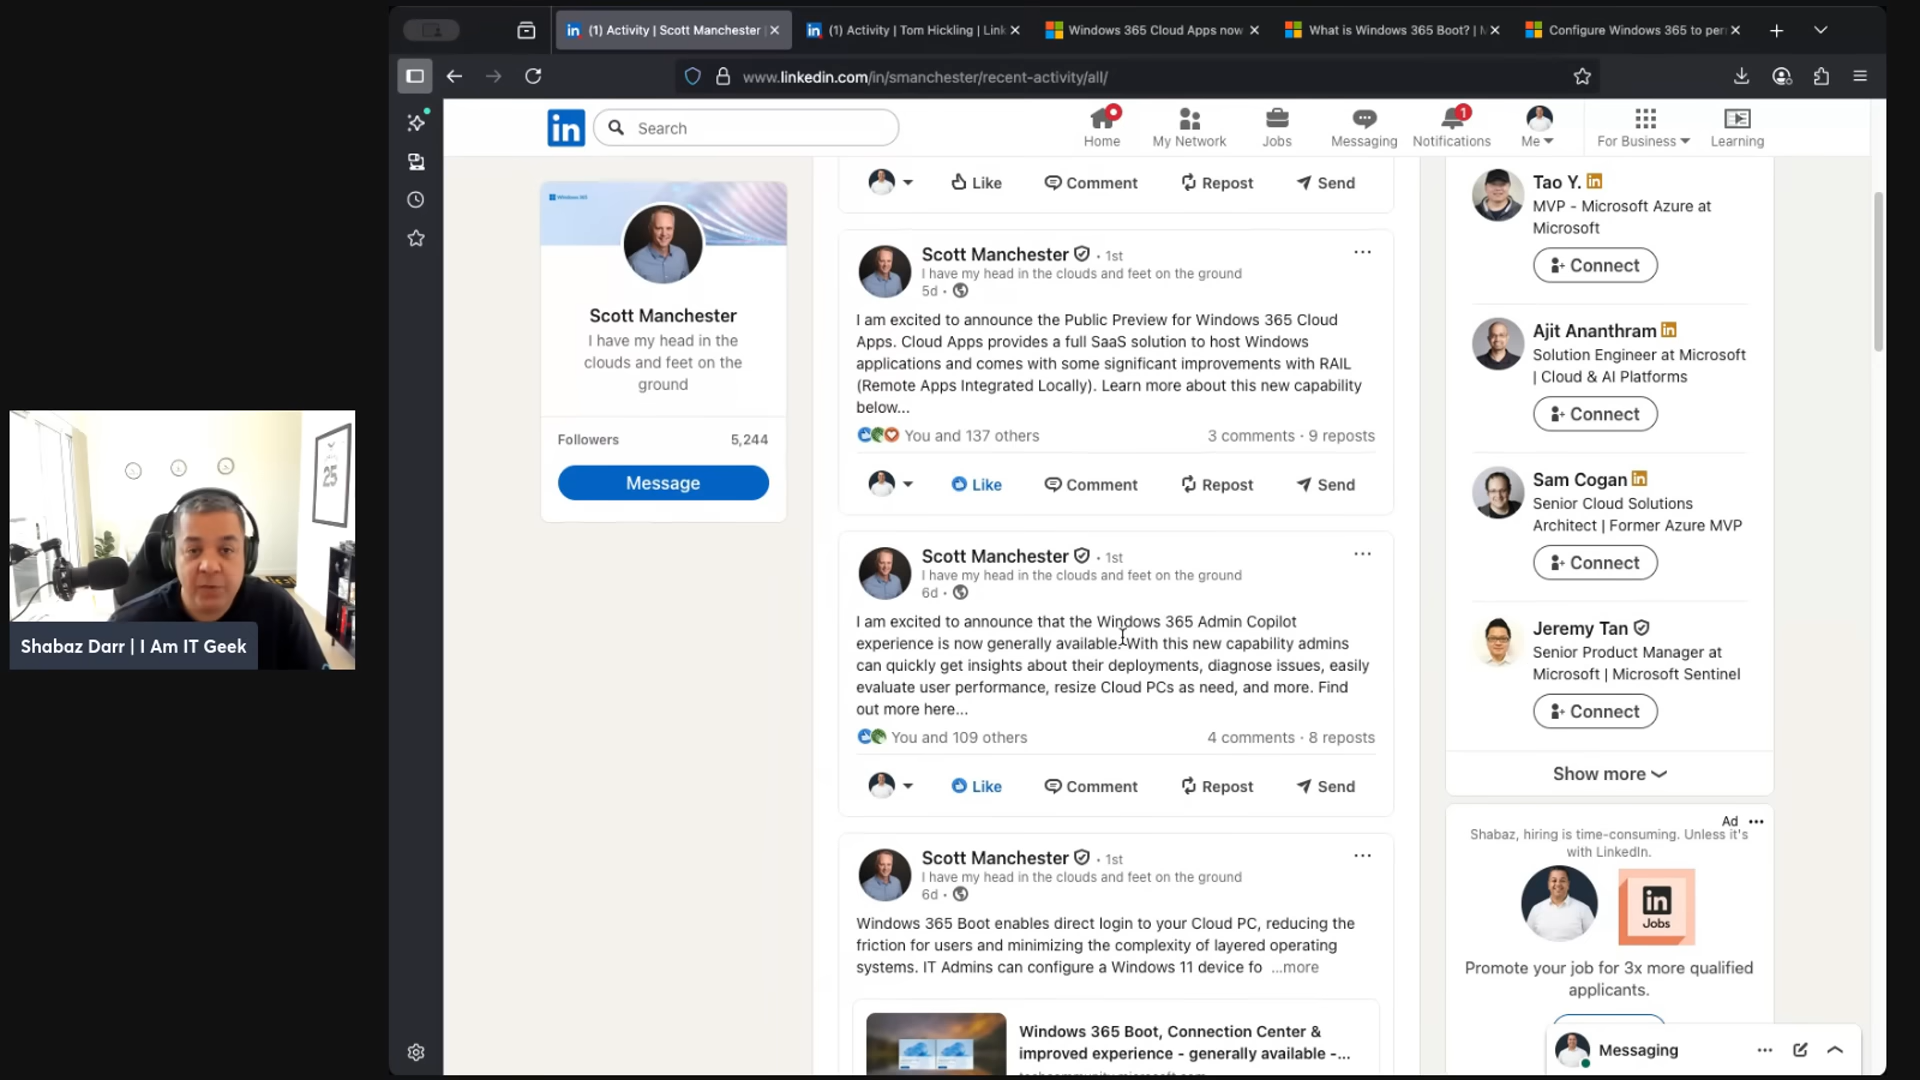 (1) Activity | Scott Manchester
(1) Activity | Tom Hickling | Link
Windows 365 Cloud Apps now
What is Windows 365 Boot? | M
Configure Windows 365 to per
www.linkedin.com/in/smanchester/recent-activity/all/
in
Search
Home
My Network
Jobs
Messaging
1
Notifications
Me
For Business
Learning
Windows 365
Scott Manchester
I have my head in the
clouds and feet on the
ground
Followers 5,244
Message
Like Comment Repost Send
Scott Manchester • 1st
I have my head in the clouds and feet on the ground
5d •
I am excited to announce the Public Preview for Windows 365 Cloud
Apps. Cloud Apps provides a full SaaS solution to host Windows
applications and comes with some significant improvements with RAIL
(Remote Apps Integrated Locally). Learn more about this new capability
below...
You and 137 others 3 comments · 9 reposts
Like Comment Repost Send
Scott Manchester • 1st
I have my head in the clouds and feet on the ground
6d •
I am excited to announce that the Windows 365 Admin Copilot
experience is now generally available. With this new capability admins
can quickly get insights about their deployments, diagnose issues, easily
evaluate user performance, resize Cloud PCs as need, and more. Find
out more here...
You and 109 others 4 comments · 8 reposts
Like Comment Repost Send
Scott Manchester • 1st
I have my head in the clouds and feet on the ground
6d •
Windows 365 Boot enables direct login to your Cloud PC, reducing the
friction for users and minimizing the complexity of layered operating
systems. IT Admins can configure a Windows 11 device fo ...more
Windows 365 Boot, Connection Center &
improved experience - generally available -...
Tao Y. in
MVP - Microsoft Azure at
Microsoft
Connect
Ajit Ananthram in
Solution Engineer at Microsoft
| Cloud & AI Platforms
Connect
Sam Cogan in
Senior Cloud Solutions
Architect | Former Azure MVP
Connect
Jeremy Tan
Senior Product Manager at
Microsoft | Microsoft Sentinel
Connect
Show more
Ad
Shabaz, hiring is time-consuming. Unless it's
with LinkedIn.
in
Jobs
Promote your job for 3x more qualified
applicants.
Messaging
25
Shabaz Darr | I Am IT Geek